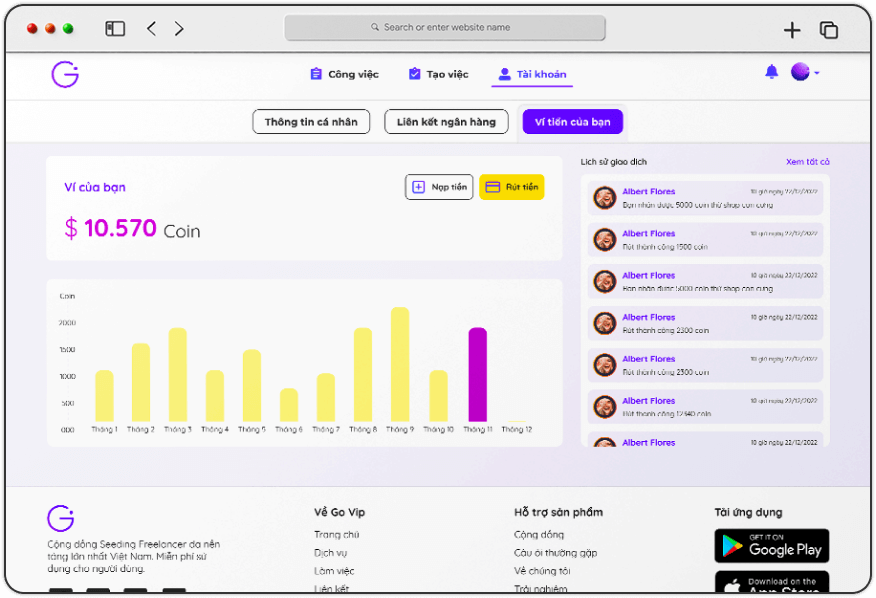 Search or enter website name
Công việc
Tạo việc
Tài khoản
Thông tin cá nhân
Liên kết ngân hàng
Ví tiền của bạn
Ví của bạn
Nạp tiền
Rút tiền
$ 10.570 Coin
Coin
2000
1500
1000
500
000
Tháng 1
Tháng 2
Tháng 3
Tháng 4
Tháng 5
Tháng 6
Tháng 7
Tháng 8
Tháng 9
Tháng 10
Tháng 11
Tháng 12
Lịch sử giao dịch
Xem tất cả
Albert Flores
10 giờ ngày 22/12/2022
Bạn nhận được 5000 coin thừ shop con cưng
Albert Flores
10 giờ ngày 22/12/2022
Rút thành công 1500 coin
Albert Flores
10 giờ ngày 22/12/2022
Bạn nhận được 5000 coin thừ shop con cưng
Albert Flores
10 giờ ngày 22/12/2022
Rút thành công 2300 coin
Albert Flores
10 giờ ngày 22/12/2022
Rút thành công 2300 coin
Albert Flores
10 giờ ngày 22/12/2022
Rút thành công 12340 coin
Albert Flores
10 giờ ngày 22/12/2022
Cộng đồng Seeding Freelancer đa nền
tảng lớn nhất Việt Nam. Miễn phí sử
dụng cho người dùng.
Về Go Vip
Trang chủ
Dịch vụ
Làm việc
Liên kết
Hỗ trợ sản phẩm
Cộng đồng
Câu ỏi thường gặp
Về chúng tôi
Trải nghiệm
Tải ứng dụng
GET IT ON
Google Play
Download on the
App Store